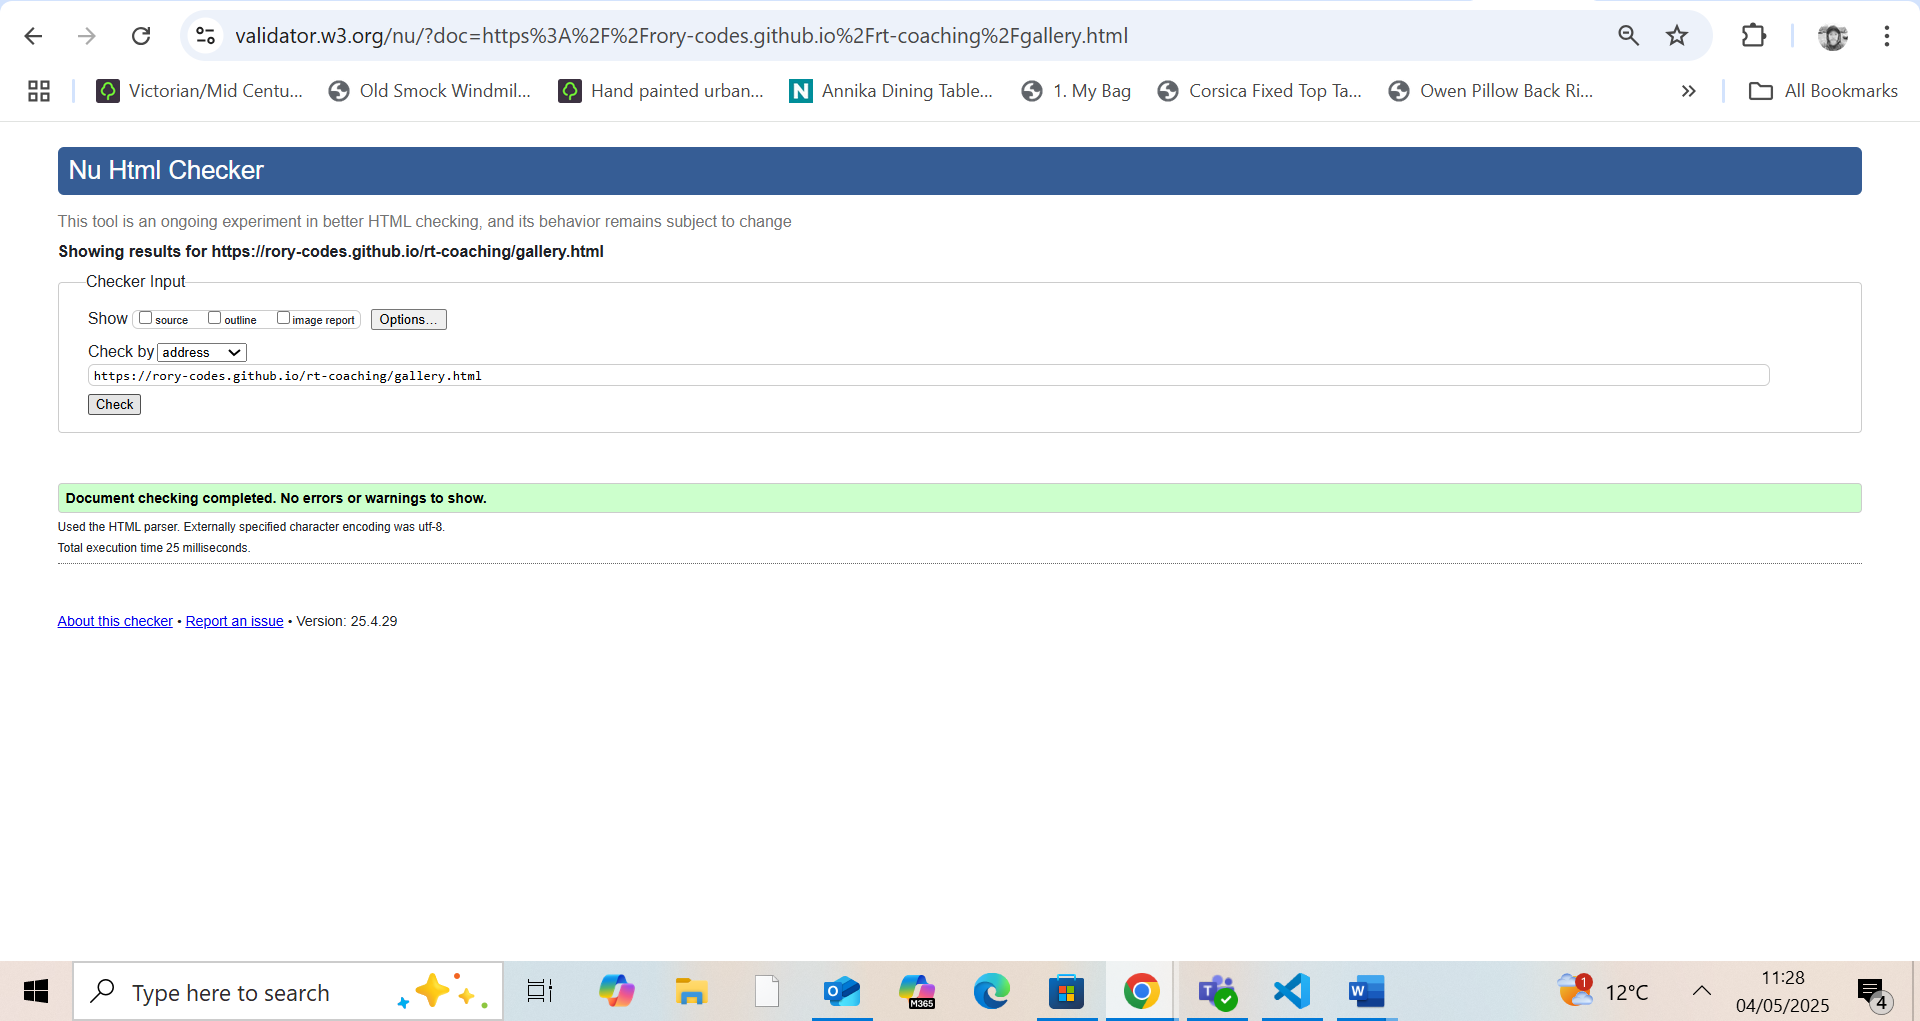 validator.w3.org/nu/?doc=https%3A%2F%2Frory-codes.github.io%2Frt-coaching%2Fgallery.html
Victorian/Mid Centu... Old Smock Windmil... Hand painted urban... N Annika Dining Table... 1. My Bag Corsica Fixed Top Ta... Owen Pillow Back Ri... » All Bookmarks
Nu Html Checker
This tool is an ongoing experiment in better HTML checking, and its behavior remains subject to change
Showing results for https://rory-codes.github.io/rt-coaching/gallery.html
Checker Input
Show source outline image report Options...
Check by address
https://rory-codes.github.io/rt-coaching/gallery.html
Check
Document checking completed. No errors or warnings to show.
Used the HTML parser. Externally specified character encoding was utf-8.
Total execution time 25 milliseconds.
About this checker • Report an issue • Version: 25.4.29
Type here to search O M365 T W 1 12°C 11:28 4
04/05/2025